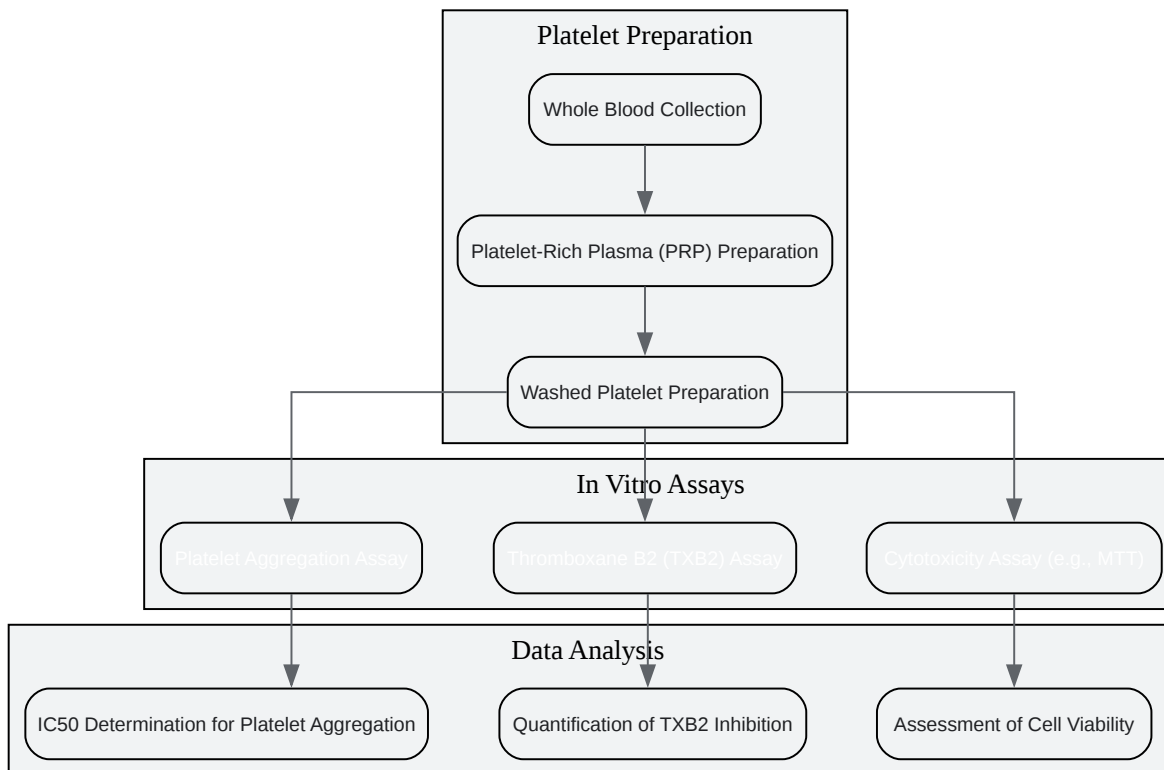 Platelet Preparation
Whole Blood Collection
Platelet-Rich Plasma (PRP) Preparation
Washed Platelet Preparation
In Vitro Assays
Platelet Aggregation Assay
Thromboxane B2 (TXB2) Assay
Cytotoxicity Assay (e.g., MTT)
Data Analysis
IC50 Determination for Platelet Aggregation
Quantification of TXB2 Inhibition
Assessment of Cell Viability